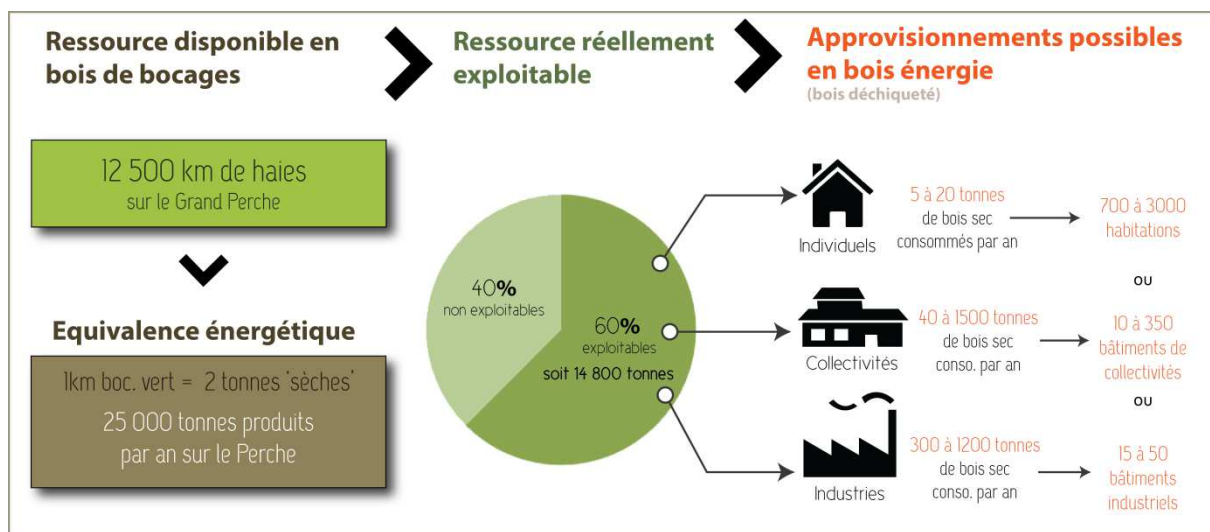 Ressource disponible en
bois de bocages
Ressource réellement
exploitable
Approvisionnements possibles
en bois énergie
(bois déchiqueté)
12 500 km de haies
sur le Grand Perche
Equivalence énergétique
1km boc. vert = 2 tonnes 'sèches'
25 000 tonnes produits
par an sur le Perche
40%
non exploitables
60%
exploitables
soit 14 800 tonnes
Individuels
5 à 20 tonnes
de bois sec
consommés par an
700 à 3000
habitations
ou
Collectivités
40 à 1500 tonnes
de bois sec
conso. par an
10 à 350
bâtiments de
collectivités
ou
Industries
300 à 1200 tonnes
de bois sec
conso. par an
15 à 50
bâtiments
industriels